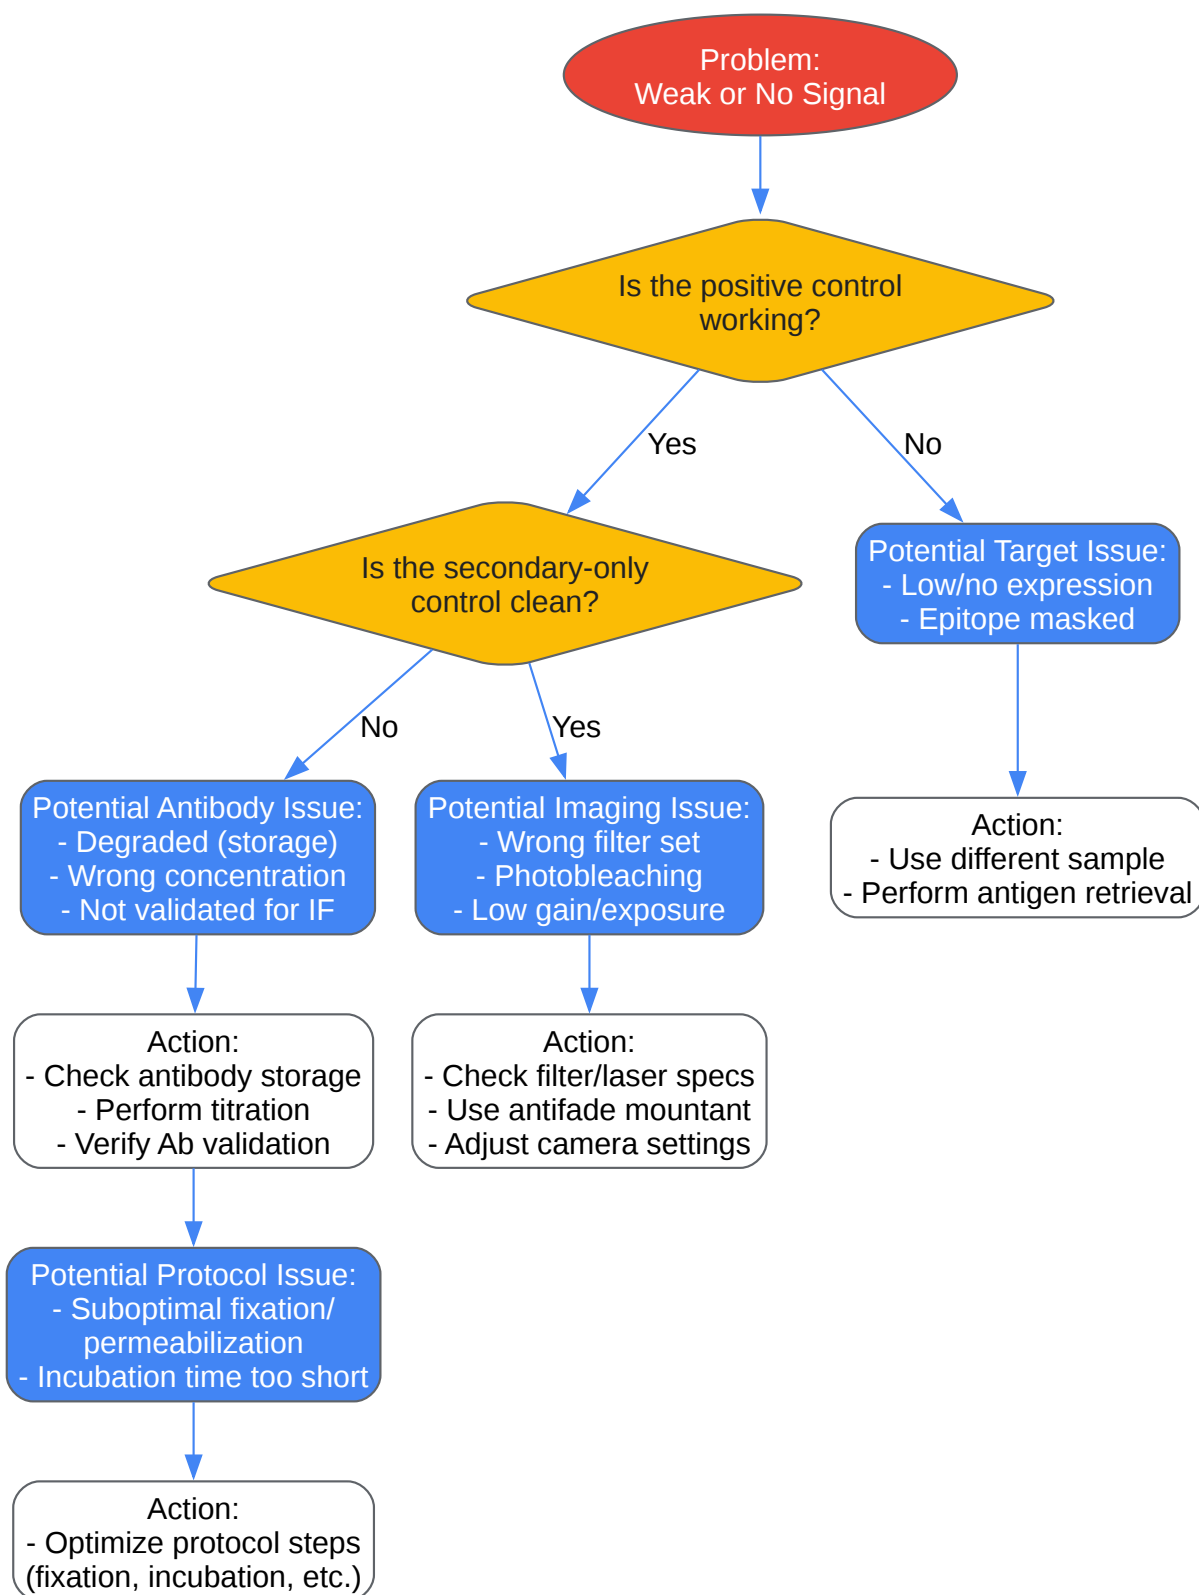 Problem:
Weak or No Signal
Is the positive control
working?
Yes
No
Is the secondary-only
control clean?
Potential Target Issue:
- Low/no expression
- Epitope masked
No
Yes
Potential Antibody Issue:
- Degraded (storage)
- Wrong concentration
- Not validated for IF
Potential Imaging Issue:
- Wrong filter set
- Photobleaching
- Low gain/exposure
Action:
- Use different sample
- Perform antigen retrieval
Action:
- Check antibody storage
- Perform titration
- Verify Ab validation
Action:
- Check filter/laser specs
- Use antifade mountant
- Adjust camera settings
Potential Protocol Issue:
- Suboptimal fixation/
permeabilization
- Incubation time too short
Action:
- Optimize protocol steps
(fixation, incubation, etc.)